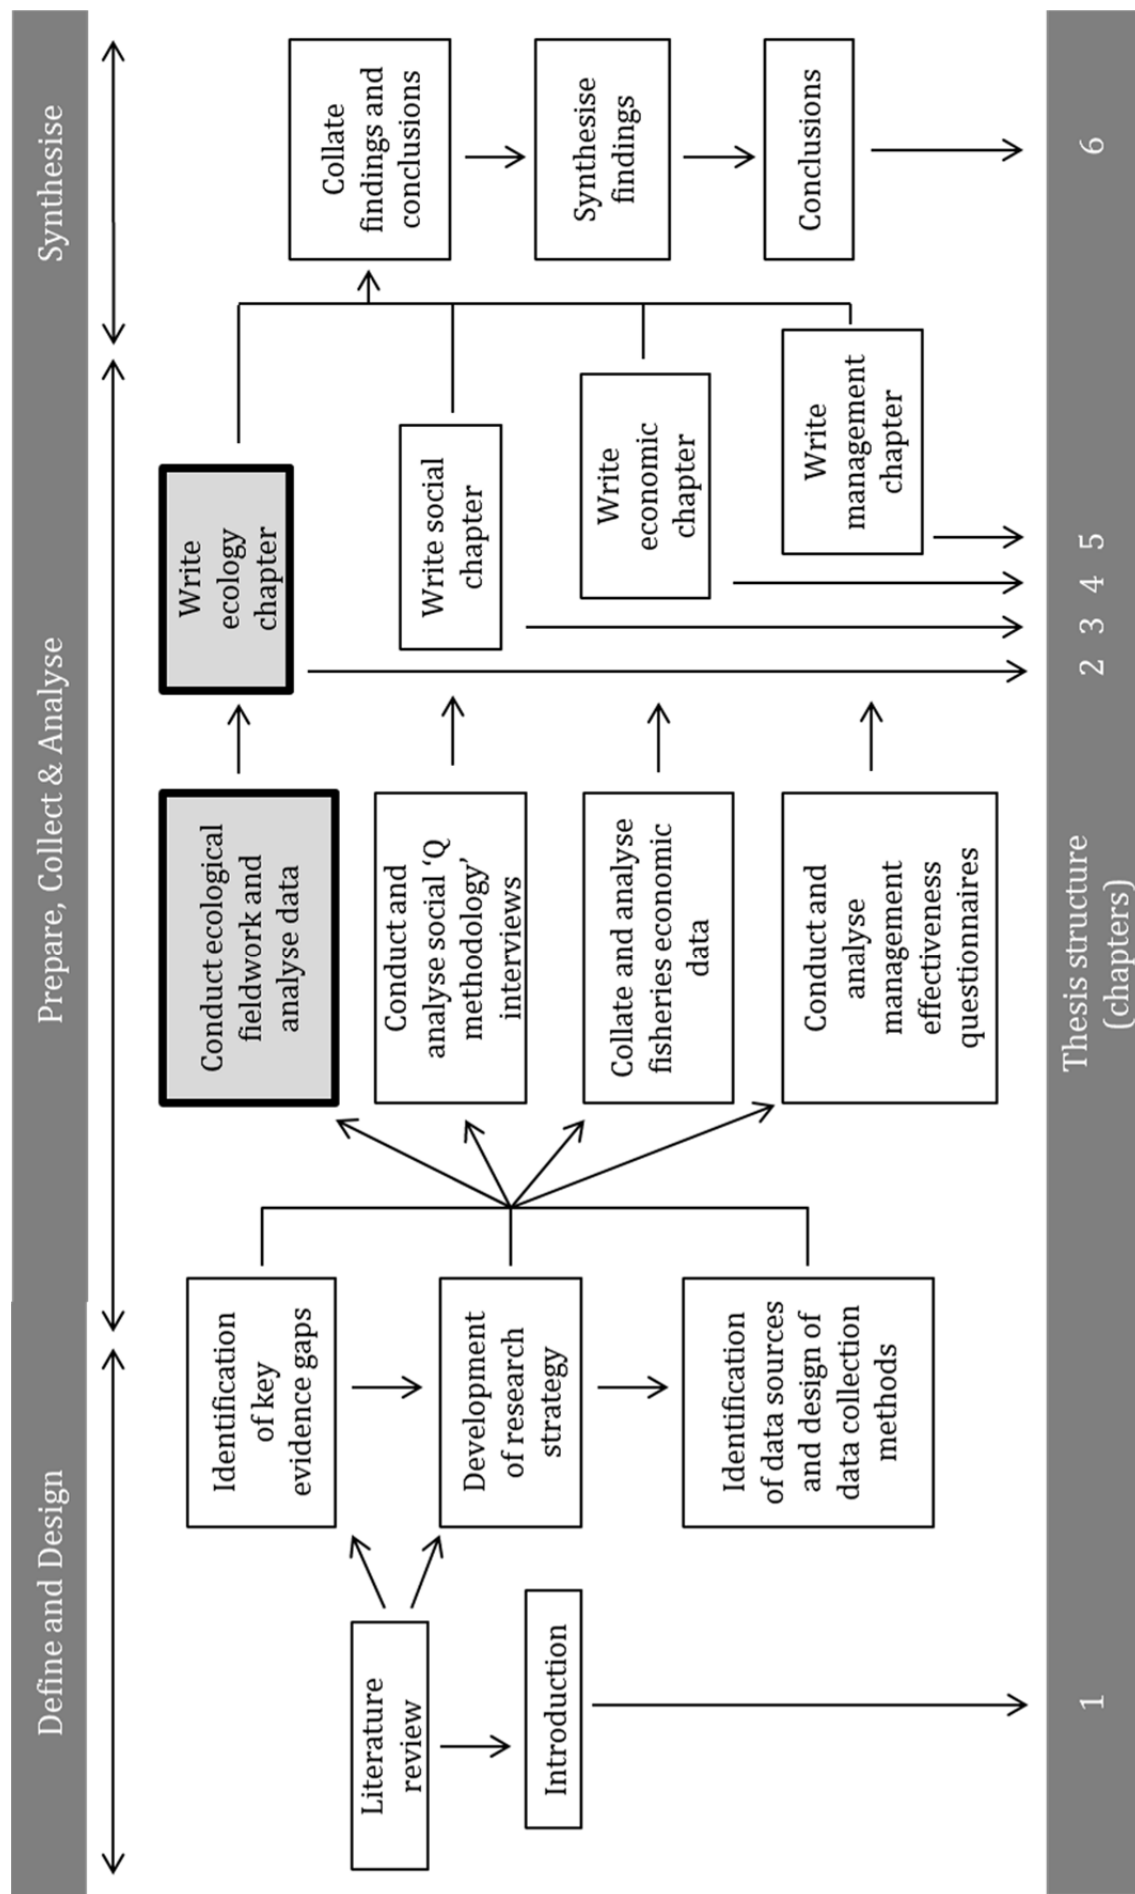 Define and Design
Prepare, Collect & Analyse
Synthesise
Literature
review
Introduction
Identification
of key
evidence gaps
Development
of research
strategy
Identification
of data sources
and design of
data collection
methods
Conduct ecological
fieldwork and
analyse data
Conduct and
analyse social ‘Q
methodology’
interviews
Collate and analyse
fisheries economic
data
Conduct and
analyse
management
effectiveness
questionnaires
Write
ecology
chapter
Write social
chapter
Write
economic
chapter
Write
management
chapter
Collate
findings and
conclusions
Synthesise
findings
Conclusions
1
Thesis structure
(chapters)
2
3
4
5
6